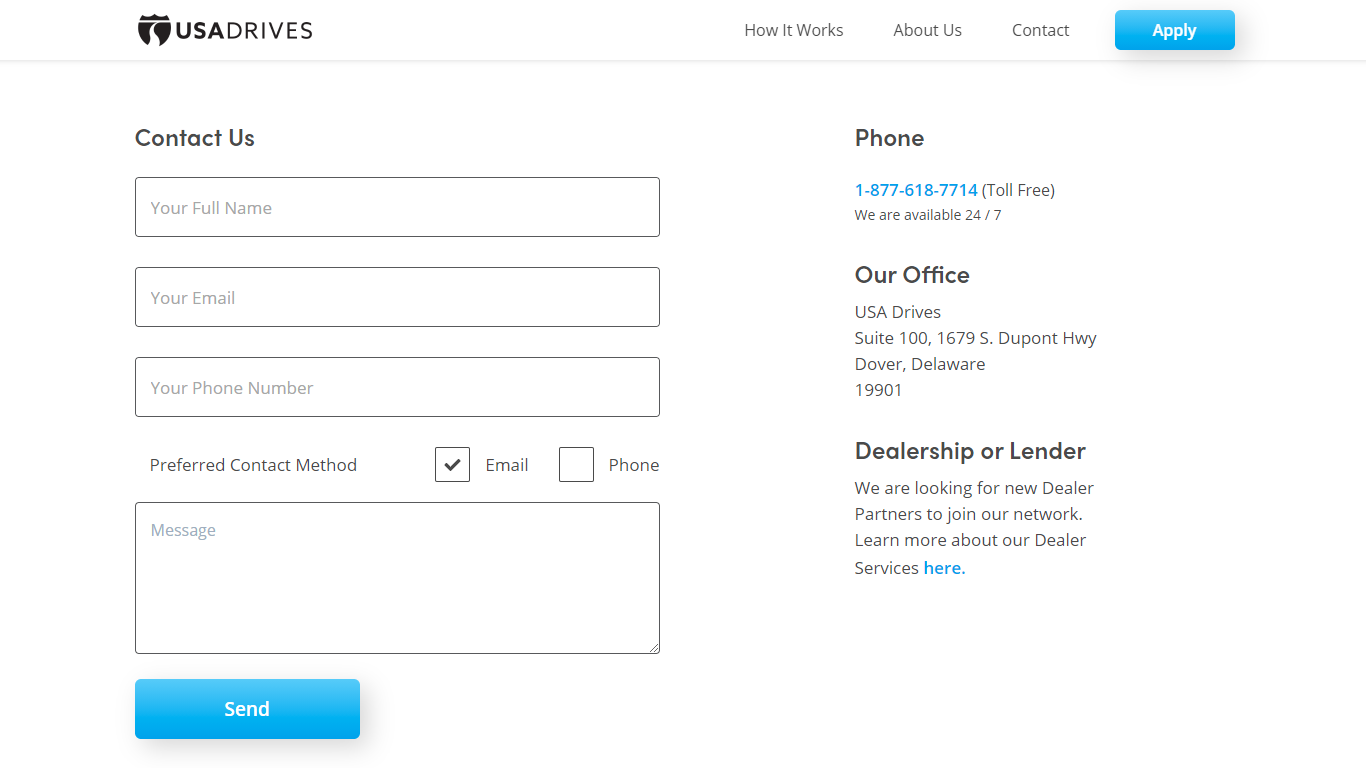 USADRIVES
How It Works
About Us
Contact
Apply
Contact Us
Your Full Name
Your Email
Your Phone Number
Preferred Contact Method
Email
Phone
Message
Send
Phone
1-877-618-7714 (Toll Free)
We are available 24 / 7
Our Office
USA Drives
Suite 100, 1679 S. Dupont Hwy
Dover, Delaware
19901
Dealership or Lender
We are looking for new Dealer
Partners to join our network.
Learn more about our Dealer
Services here.